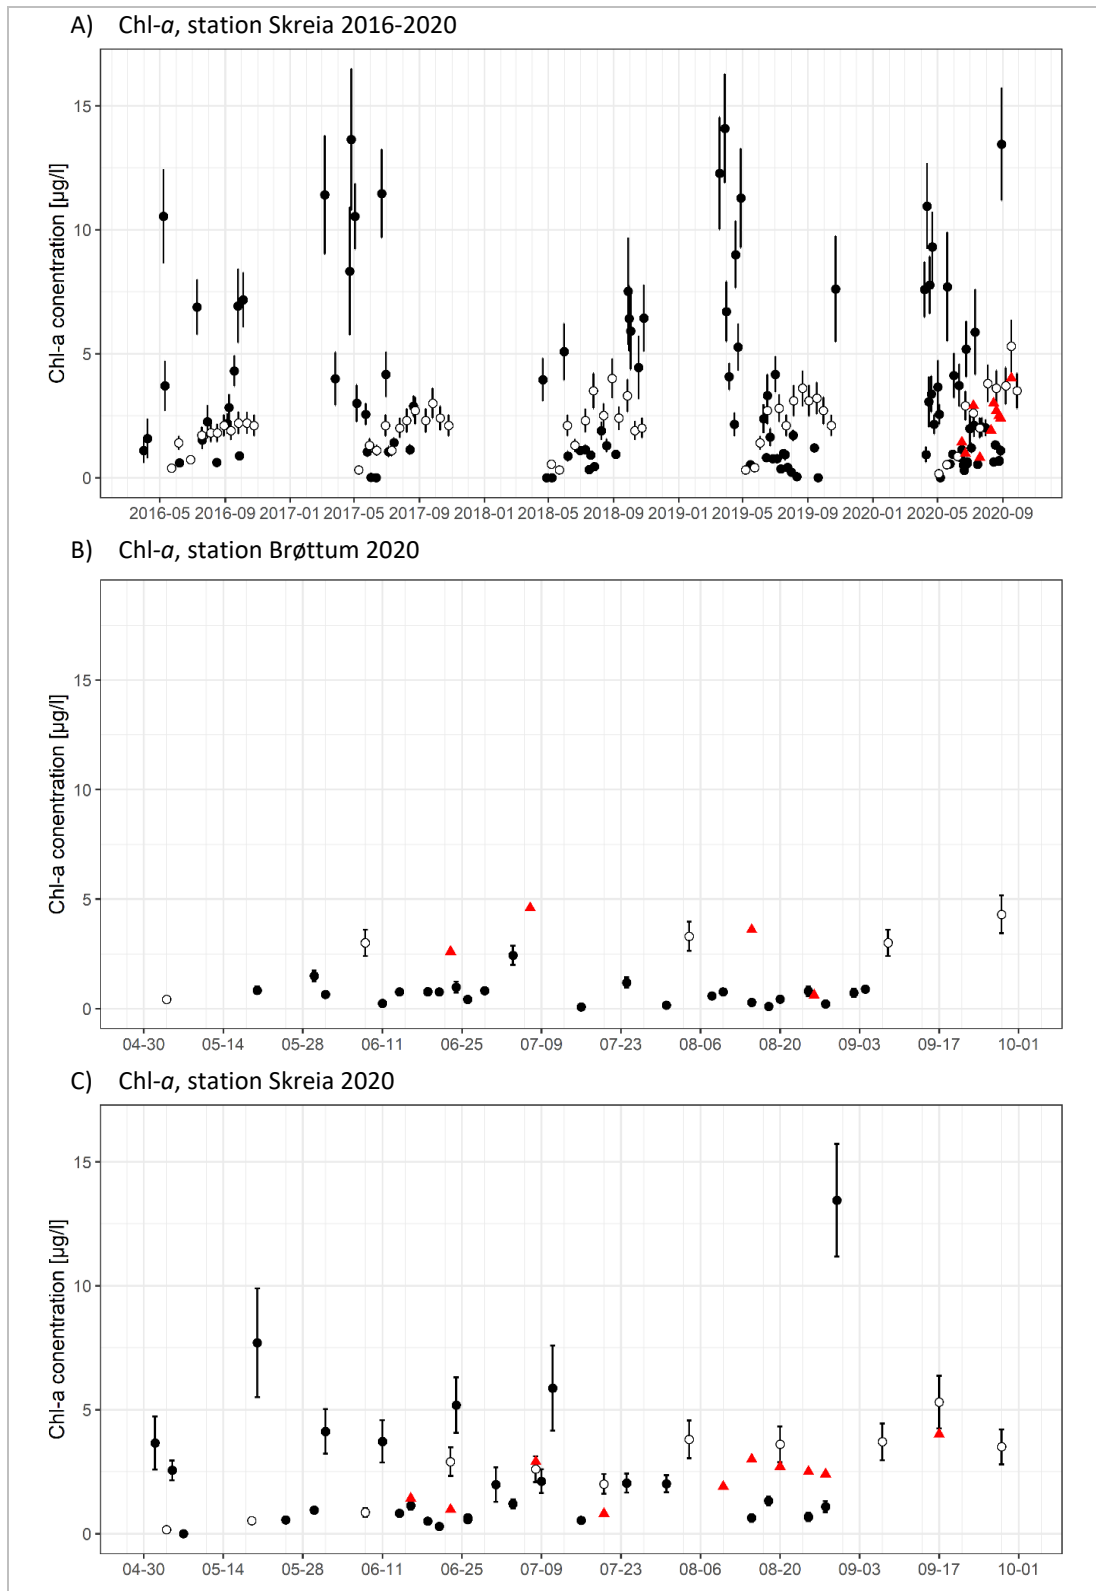 A) Chl-a, station Skreia 2016-2020
Chl-a conentration [µg/l]
15
10
5
0
2016-05 2016-09 2017-01 2017-05 2017-09 2018-01 2018-05 2018-09 2019-01 2019-05 2019-09 2020-01 2020-05 2020-09
B) Chl-a, station Brøttum 2020
Chl-a conentration [µg/l]
15
10
5
0
04-30 05-14 05-28 06-11 06-25 07-09 07-23 08-06 08-20 09-03 09-17 10-01
C) Chl-a, station Skreia 2020
Chl-a conentration [µg/l]
15
10
5
0
04-30 05-14 05-28 06-11 06-25 07-09 07-23 08-06 08-20 09-03 09-17 10-01